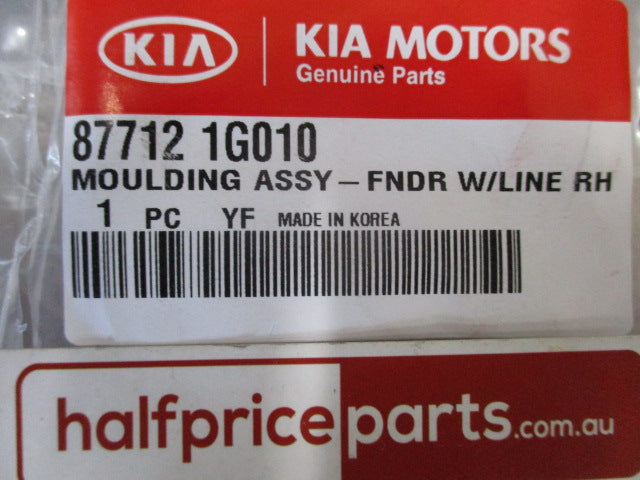 KIA KIA MOTORS
Genuine Parts
87712 1G010
MOULDING ASSY-FNDR W/LINE RH
1 PC YF MADE IN KOREA
halfpriceparts.com.au